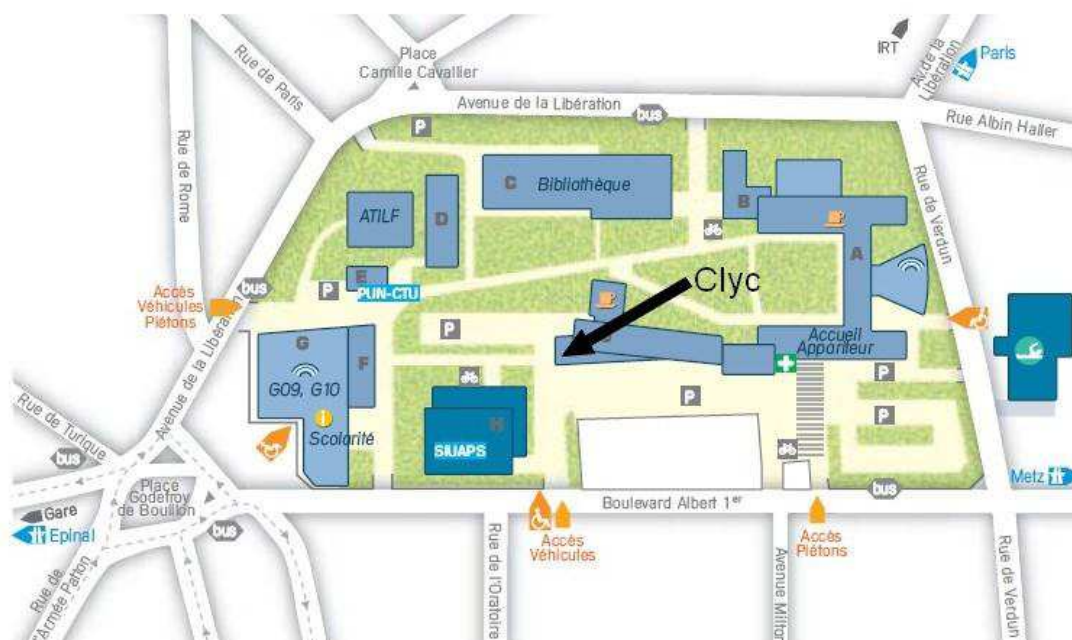 Place
Camille Cavallier
IRT
Paris
Av.de la
Libération
Rue de Paris
Avenue de la Libération
bus
Rue Albin Haller
P
Rue de Rome
C
Bibliothèque
B
Rue de Verdun
ATILF
D
A
E
PUN-CTU
P
Clyc
bus
Accès
Véhicules
Piétons
Avenue de la Libération
P
Accueil
Appariteur
G
F
G09, G10
P
i
Scolarité
H
SIUAPS
P
P
Rue de Turique
bus
Place
Godefroy
de Bouillon
Gare
Epinal
bus
Boulevard Albert 1er
bus
Metz
Accès
Véhicules
Accès
Piétons
Rue de
l'Armée Patton
Rue de
l'Oratoire
Avenue Milton
Rue de Verdun